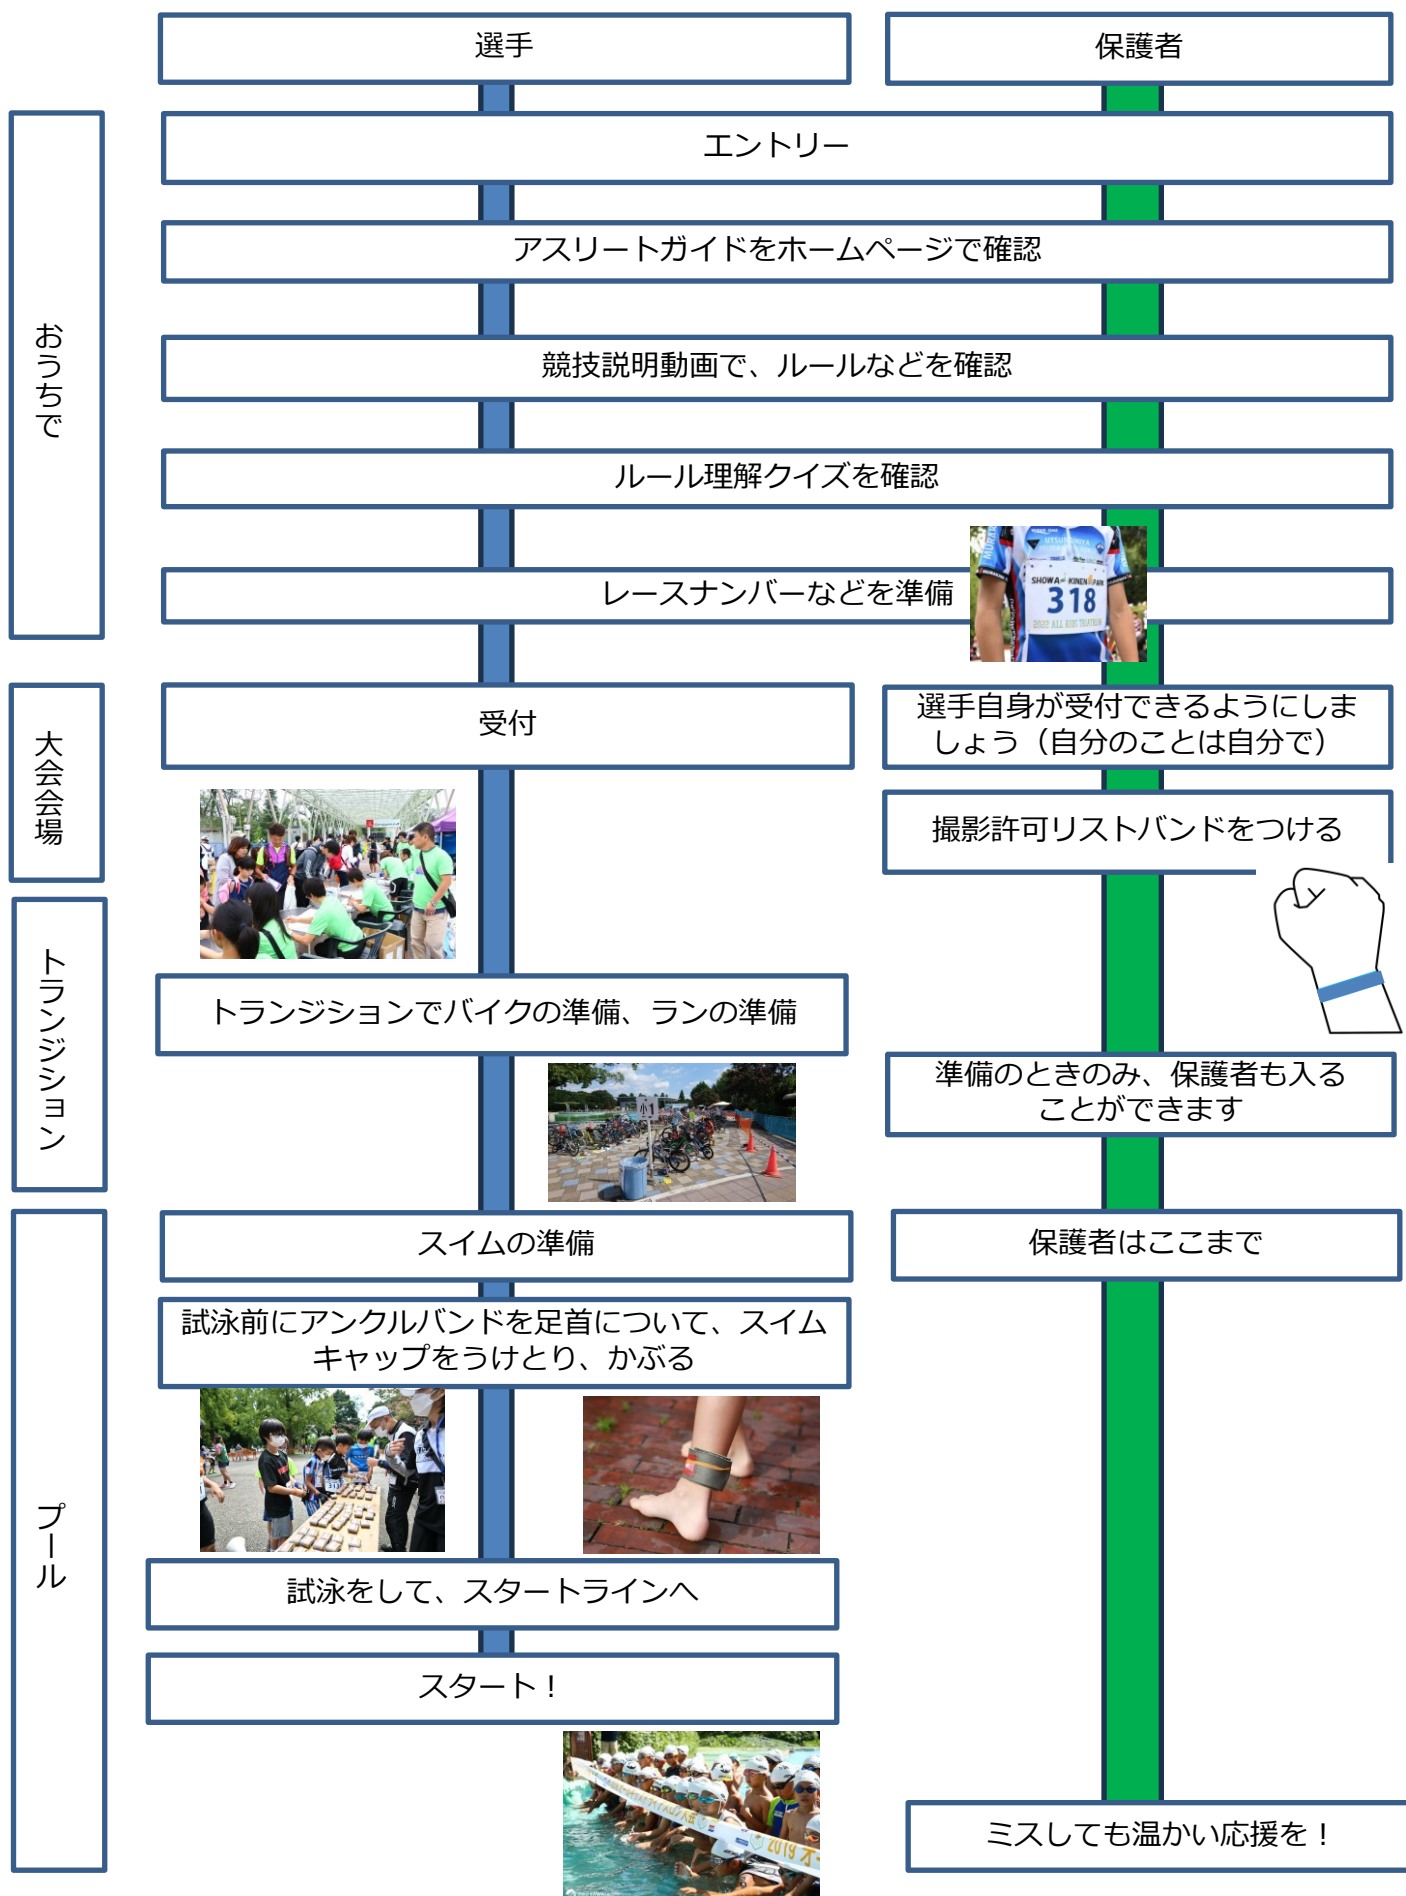 選手
保護者
おうちで
エントリー
アスリートガイドをホームページで確認
競技説明動画で、ルールなどを確認
ルール理解クイズを確認
レースナンバーなどを準備
UTSUNOMIYA
SHOWA KINEN PARK
318
大会会場
受付
選手自身が受付できるようにしま
しょう（自分のことは自分で）
撮影許可リストバンドをつける
トランジション
トランジションでバイクの準備、ランの準備
小1
準備のときのみ、保護者も入る
ことができます
プール
スイムの準備
保護者はここまで
試泳前にアンクルバンドを足首について、スイム
キャップをうけとり、かぶる
313
試泳をして、スタートラインへ
スタート！
2019
ミスしても温かい応援を！